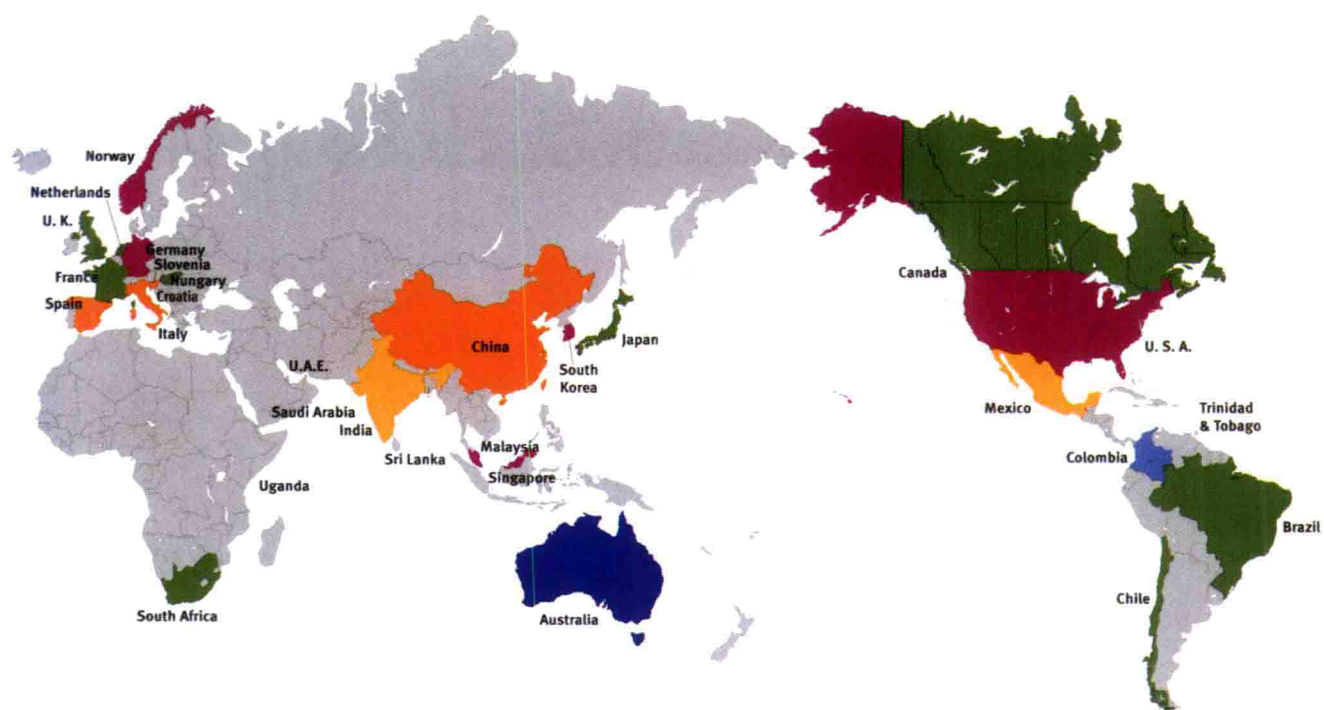 Norway
Netherlands
U. K.
Germany
Slovenia
France
Hungary
Spain
Croatia
Italy
U.A.E.
Saudi Arabia
India
Sri Lanka
Uganda
South Africa
China
South
Korea
Japan
Malaysia
Singapore
Australia
Canada
U. S. A.
Mexico
Trinidad
& Tobago
Colombia
Brazil
Chile